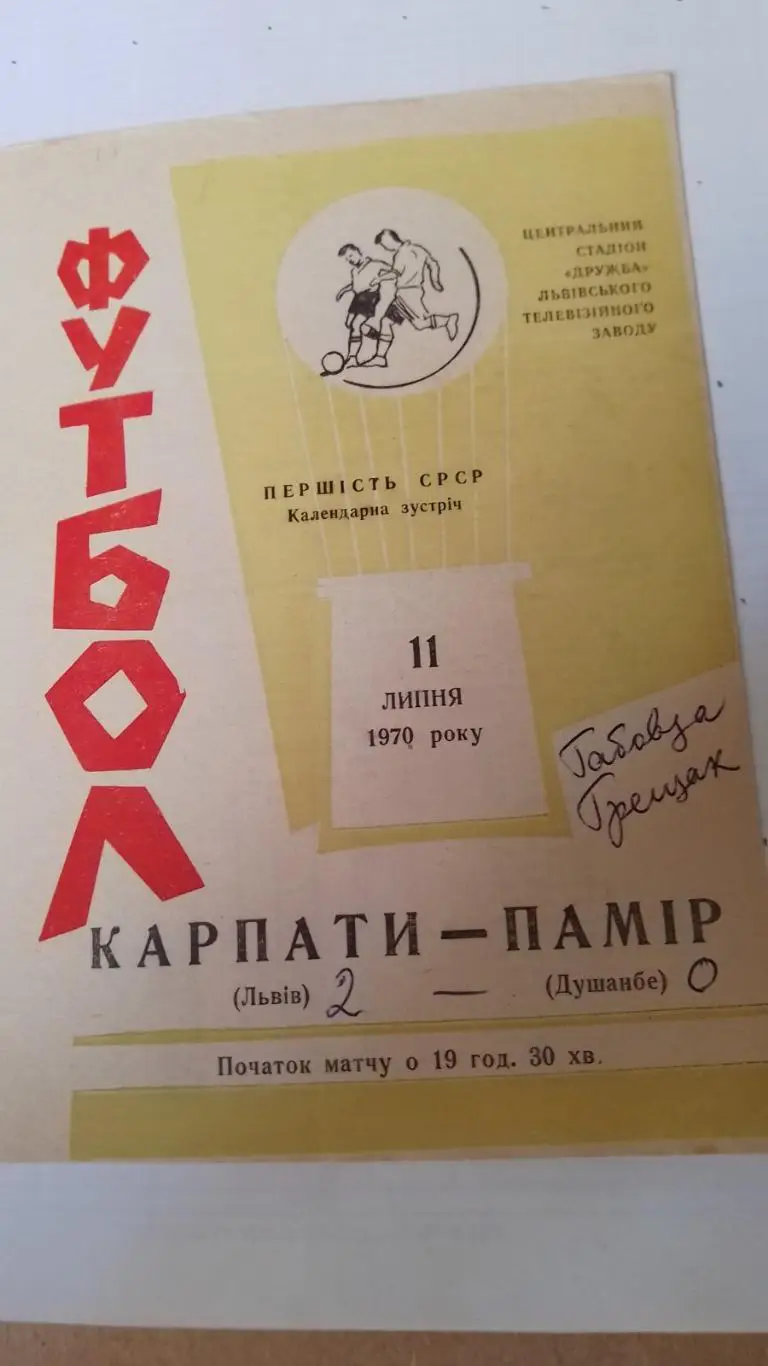 ФУТБОЛ
ЦЕНТРАЛЬНИЙ
СТАДІОН
«ДРУЖБА»
ЛЬВІВСЬКОГО
ТЕЛЕВІЗІЙНОГО
ЗАВОДУ
ПЕРШІСТЬ СРСР
Календарна зустріч
11
ЛИПНЯ
1970 року
Габовда
Грещак
КАРПАТИ — ПАМІР
(Львів) 2 — (Душанбе) 0
Початок матчу о 19 год. 30 хв.